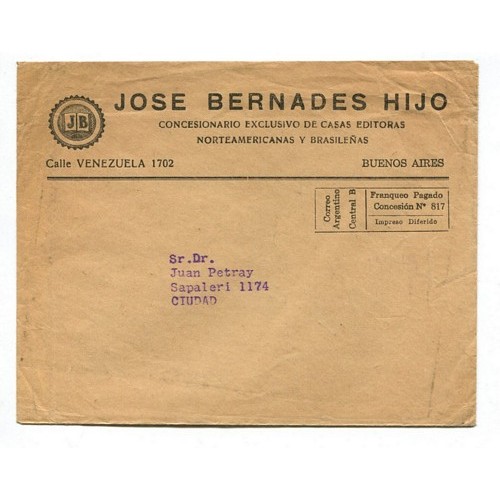 JB
JOSE BERNADES HIJO
CONCESIONARIO EXCLUSIVO DE CASAS EDITORAS
NORTEAMERICANAS Y BRASILEÑAS
Calle VENEZUELA 1702
BUENOS AIRES
Correo
Argentino
Central B
Franqueo Pagado
Concesión Nº 817
Impreso Diferido
Sr.Dr.
Juan Petray
Sapaleri 1174
CIUDAD